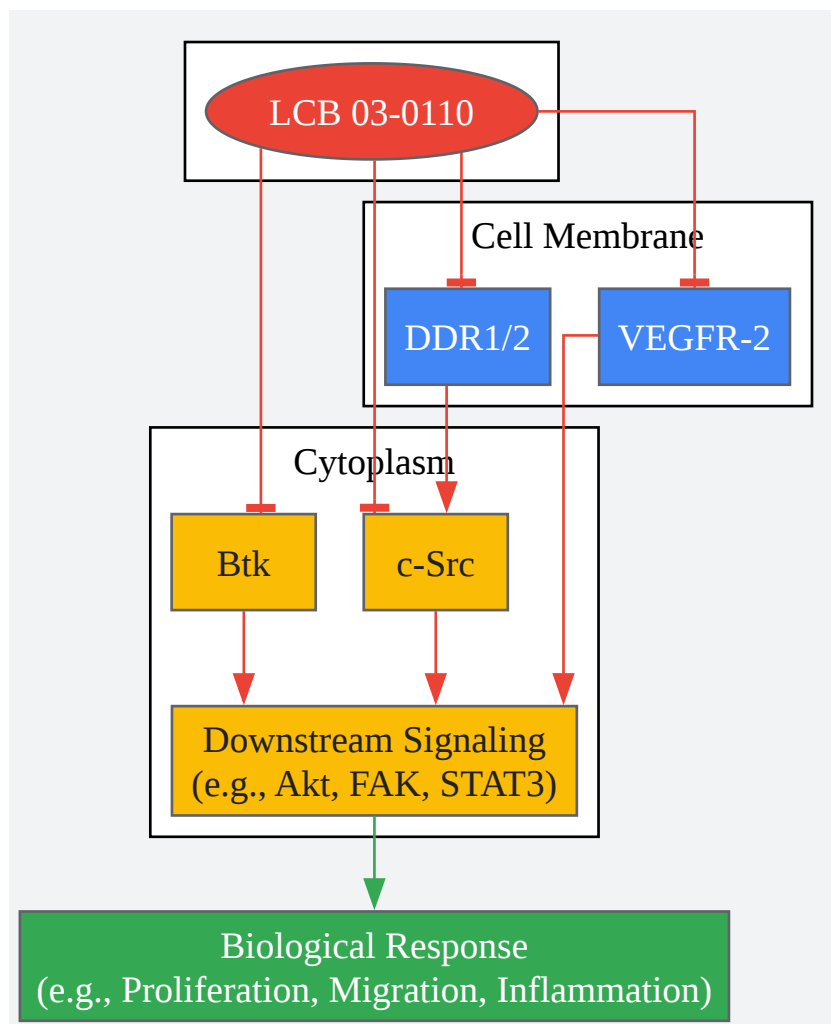 LCB 03-0110
Cell Membrane
DDR1/2
VEGFR-2
Cytoplasm
Btk
c-Src
Downstream Signaling
(e.g., Akt, FAK, STAT3)
Biological Response
(e.g., Proliferation, Migration, Inflammation)